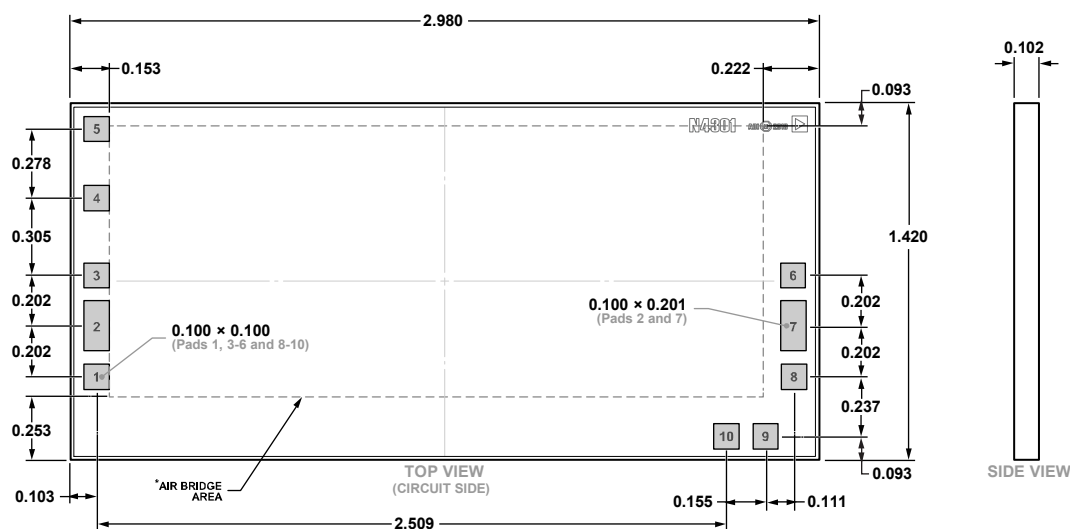 2.980
0.102
0.153
0.222
0.093
5
N4301
0.278
4
0.305
1.420
3
6
0.202
0.100 × 0.201
0.202
(Pads 2 and 7)
2
7
0.100 × 0.100
(Pads 1, 3-6 and 8-10)
0.202
0.202
1
8
0.253
0.237
10
9
TOP VIEW
(CIRCUIT SIDE)
SIDE VIEW
*AIR BRIDGE
AREA
0.093
0.103
0.155
0.111
2.509